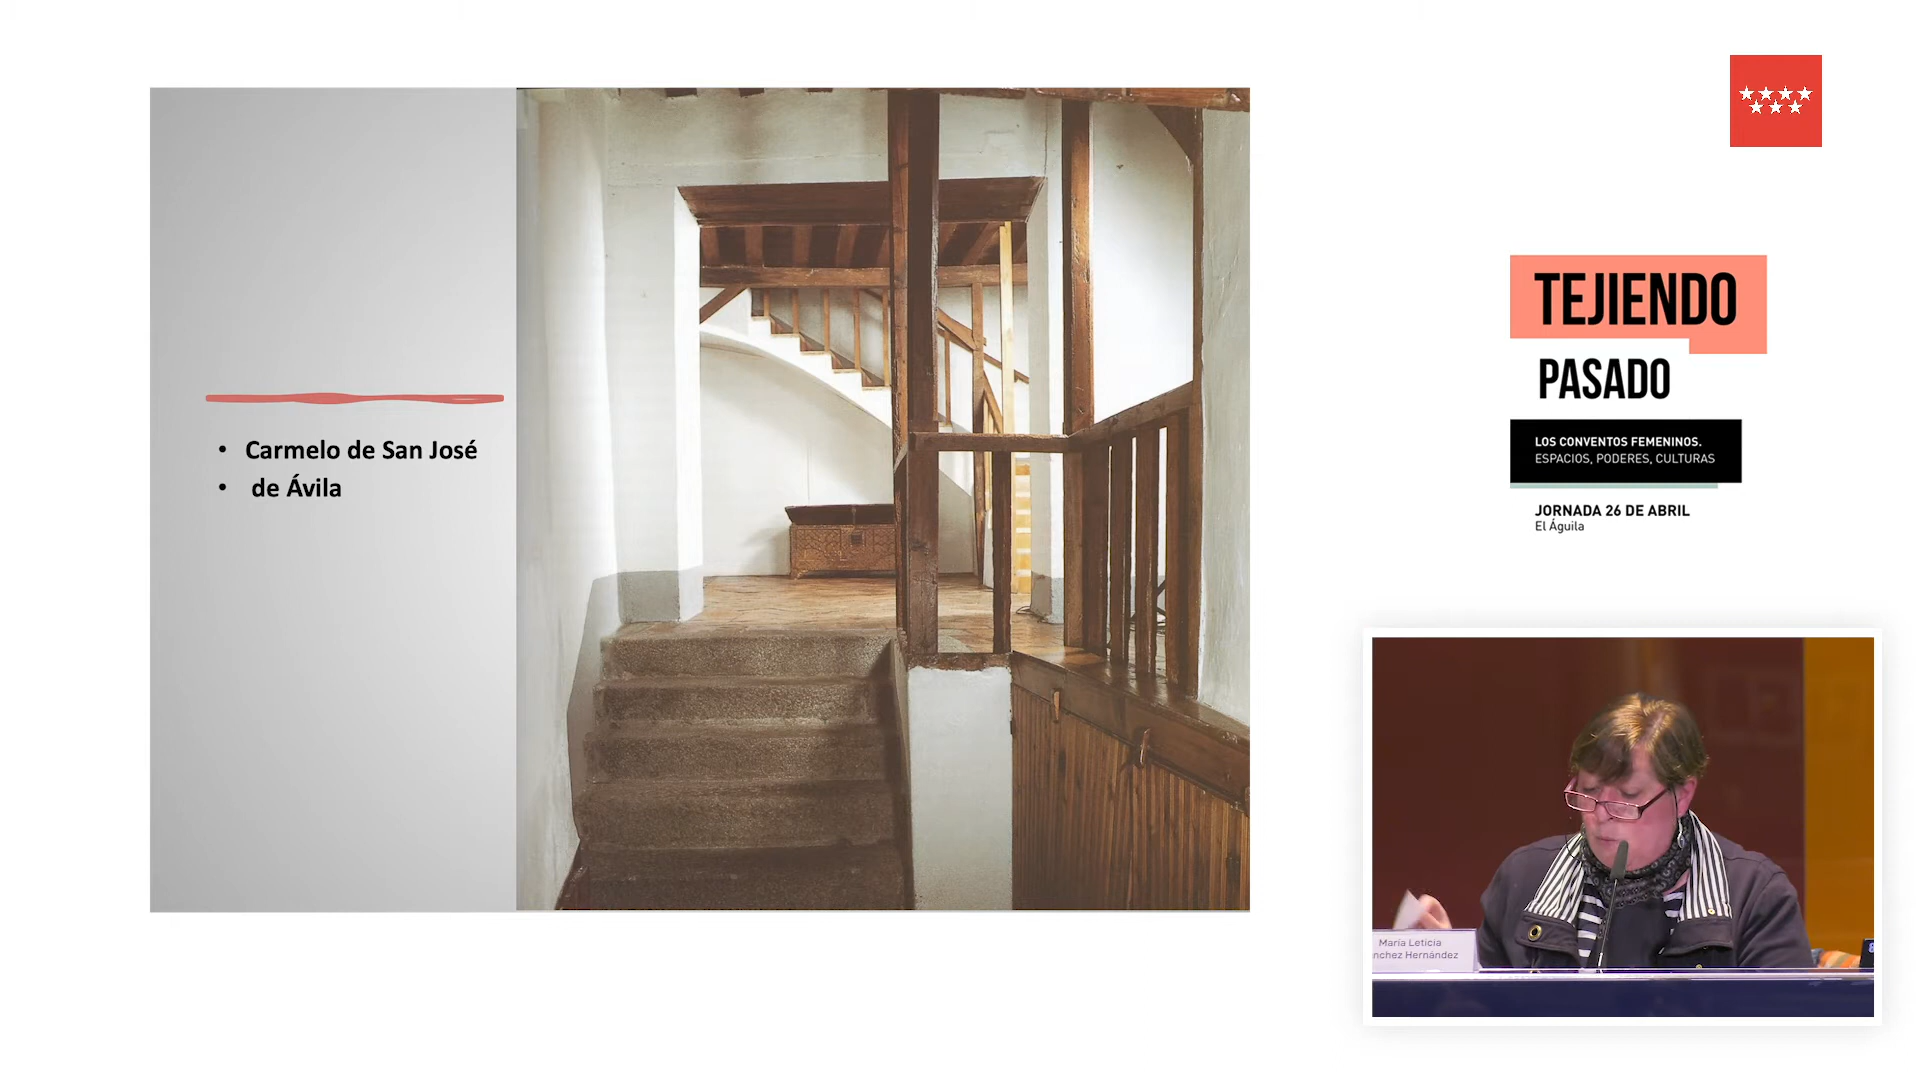 Carmelo de San José
de Ávila
TEJIENDO
PASADO
LOS CONVENTOS FEMENINOS.
ESPACIOS, PODERES, CULTURAS
JORNADA 26 DE ABRIL
El Águila
María Leticia
nchez Hernández